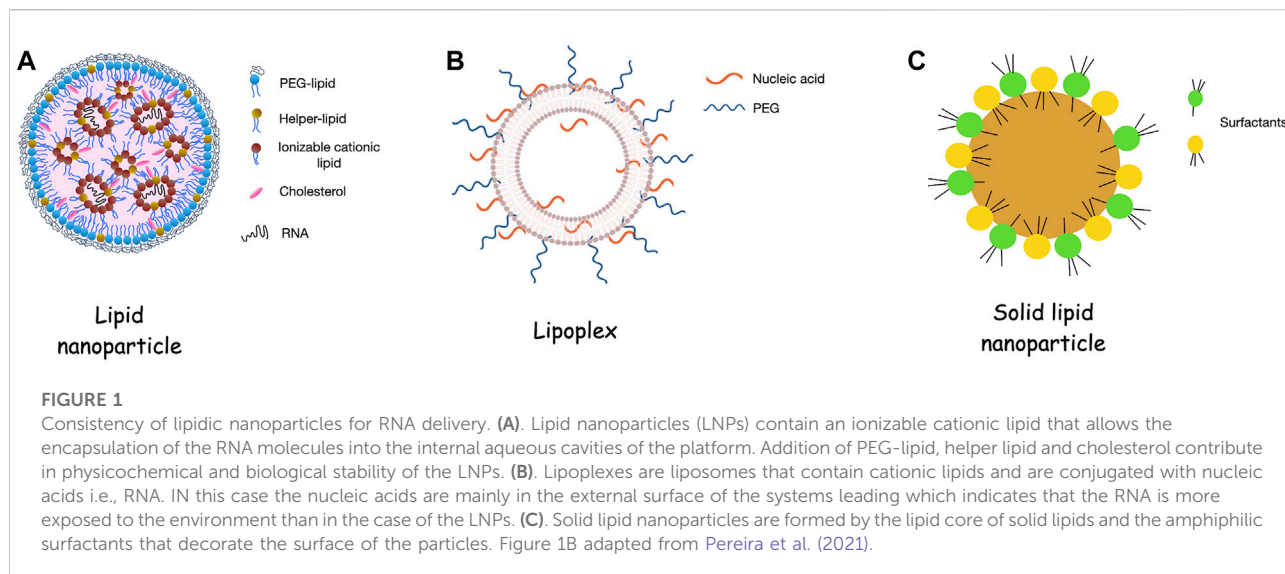 A
PEG-lipid
Helper-lipid
Ionizable cationic
lipid
Cholesterol
RNA
Lipid
nanoparticle
B
Nucleic acid
PEG
Lipoplex
C
Surfactants
Solid lipid
nanoparticle
FIGURE 1
Consistency of lipidic nanoparticles for RNA delivery. (A). Lipid nanoparticles (LNPs) contain an ionizable cationic lipid that allows the
encapsulation of the RNA molecules into the internal aqueous cavities of the platform. Addition of PEG-lipid, helper lipid and cholesterol contribute
in physicochemical and biological stability of the LNPs. (B). Lipoplexes are liposomes that contain cationic lipids and are conjugated with nucleic
acids i.e., RNA. IN this case the nucleic acids are mainly in the external surface of the systems leading which indicates that the RNA is more
exposed to the environment than in the case of the LNPs. (C). Solid lipid nanoparticles are formed by the lipid core of solid lipids and the amphiphilic
surfactants that decorate the surface of the particles. Figure 1B adapted from Pereira et al. (2021).